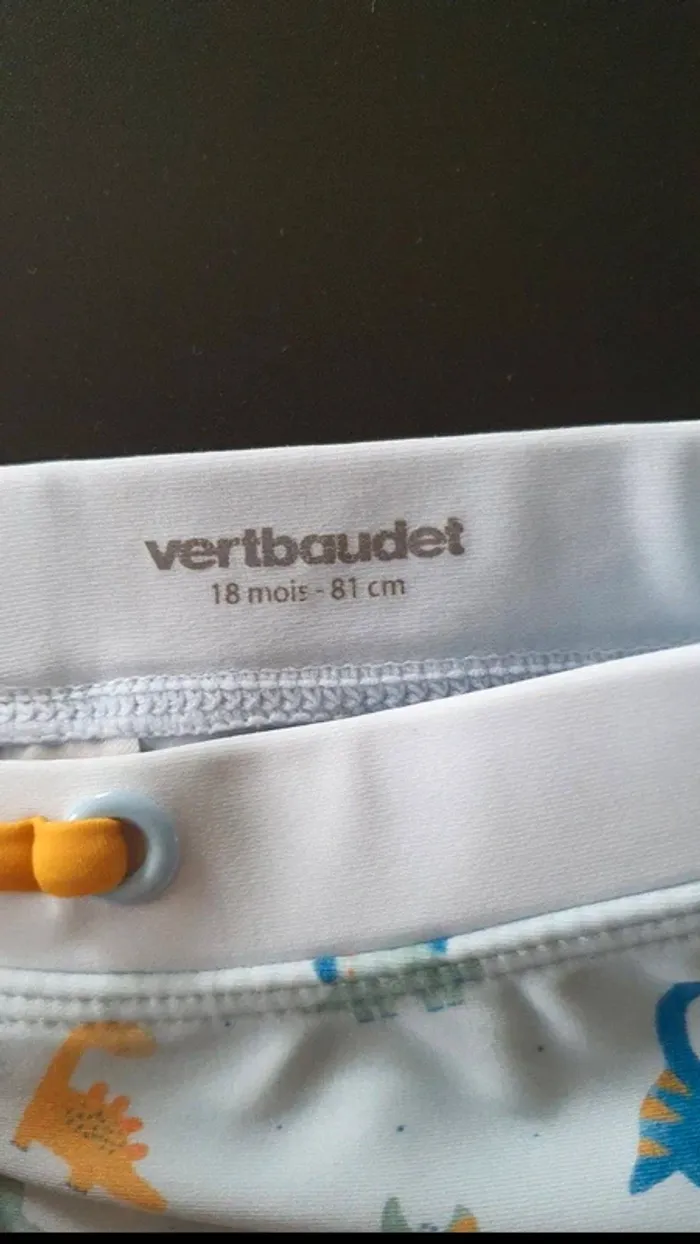 vertbaudet
18 mois - 81 cm